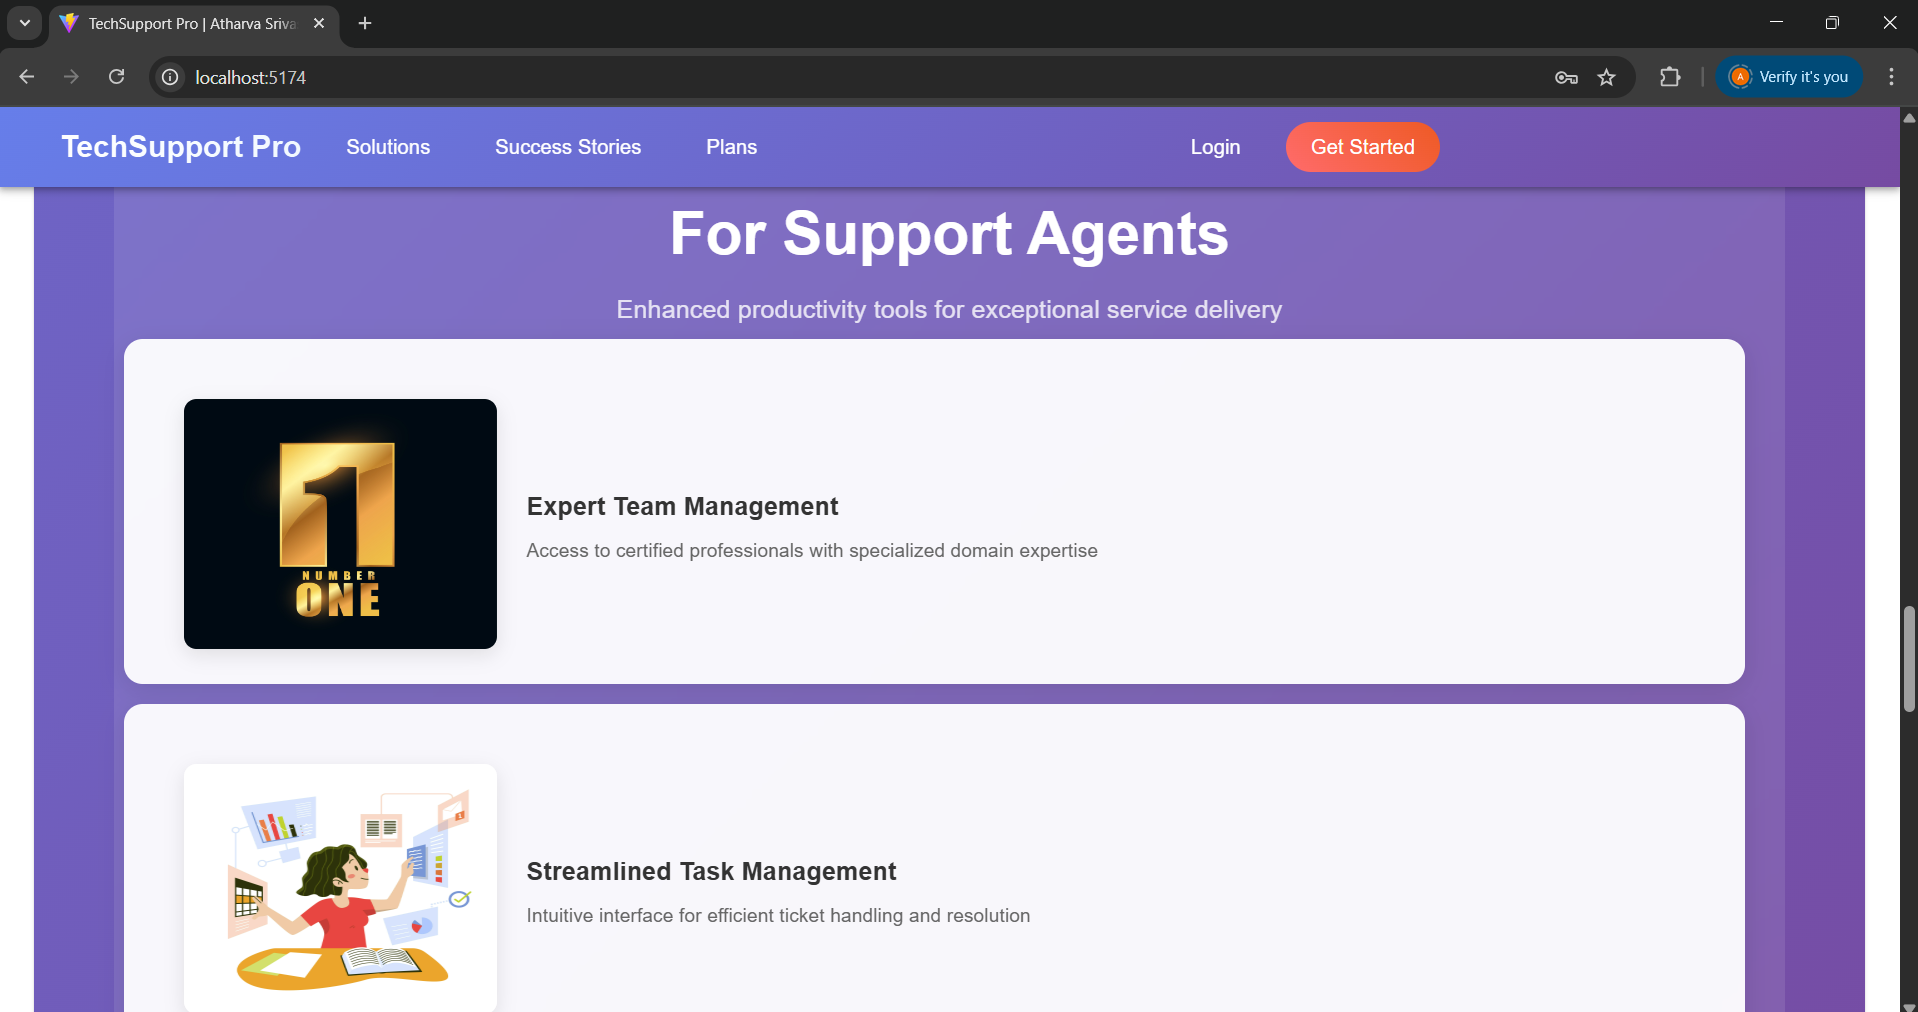 TechSupport Pro | Atharva Sriva
localhost:5174
A
Verify it's you
TechSupport Pro
Solutions
Success Stories
Plans
Login
Get Started
For Support Agents
Enhanced productivity tools for exceptional service delivery
1
NUMBER
ONE
Expert Team Management
Access to certified professionals with specialized domain expertise
Streamlined Task Management
Intuitive interface for efficient ticket handling and resolution